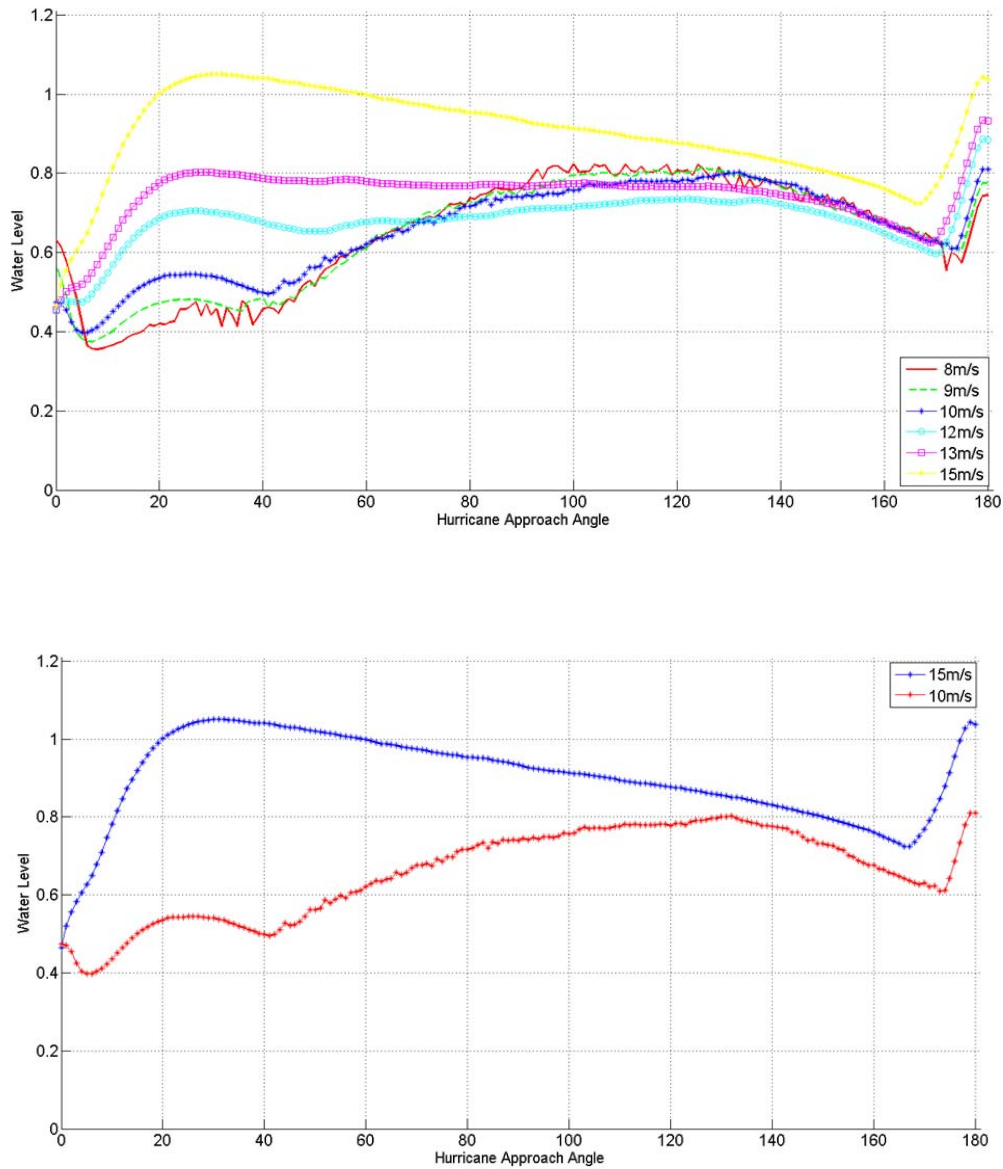 1.2
1
0.8
0.6
0.4
0.2
0
Water Level
8m/s
9m/s
10m/s
12m/s
13m/s
15m/s
0 20 40 60 80 100 120 140 160 180
Hurricane Approach Angle
1.2
1
0.8
0.6
0.4
0.2
0
Water Level
15m/s
10m/s
0 20 40 60 80 100 120 140 160 180
Hurricane Approach Angle